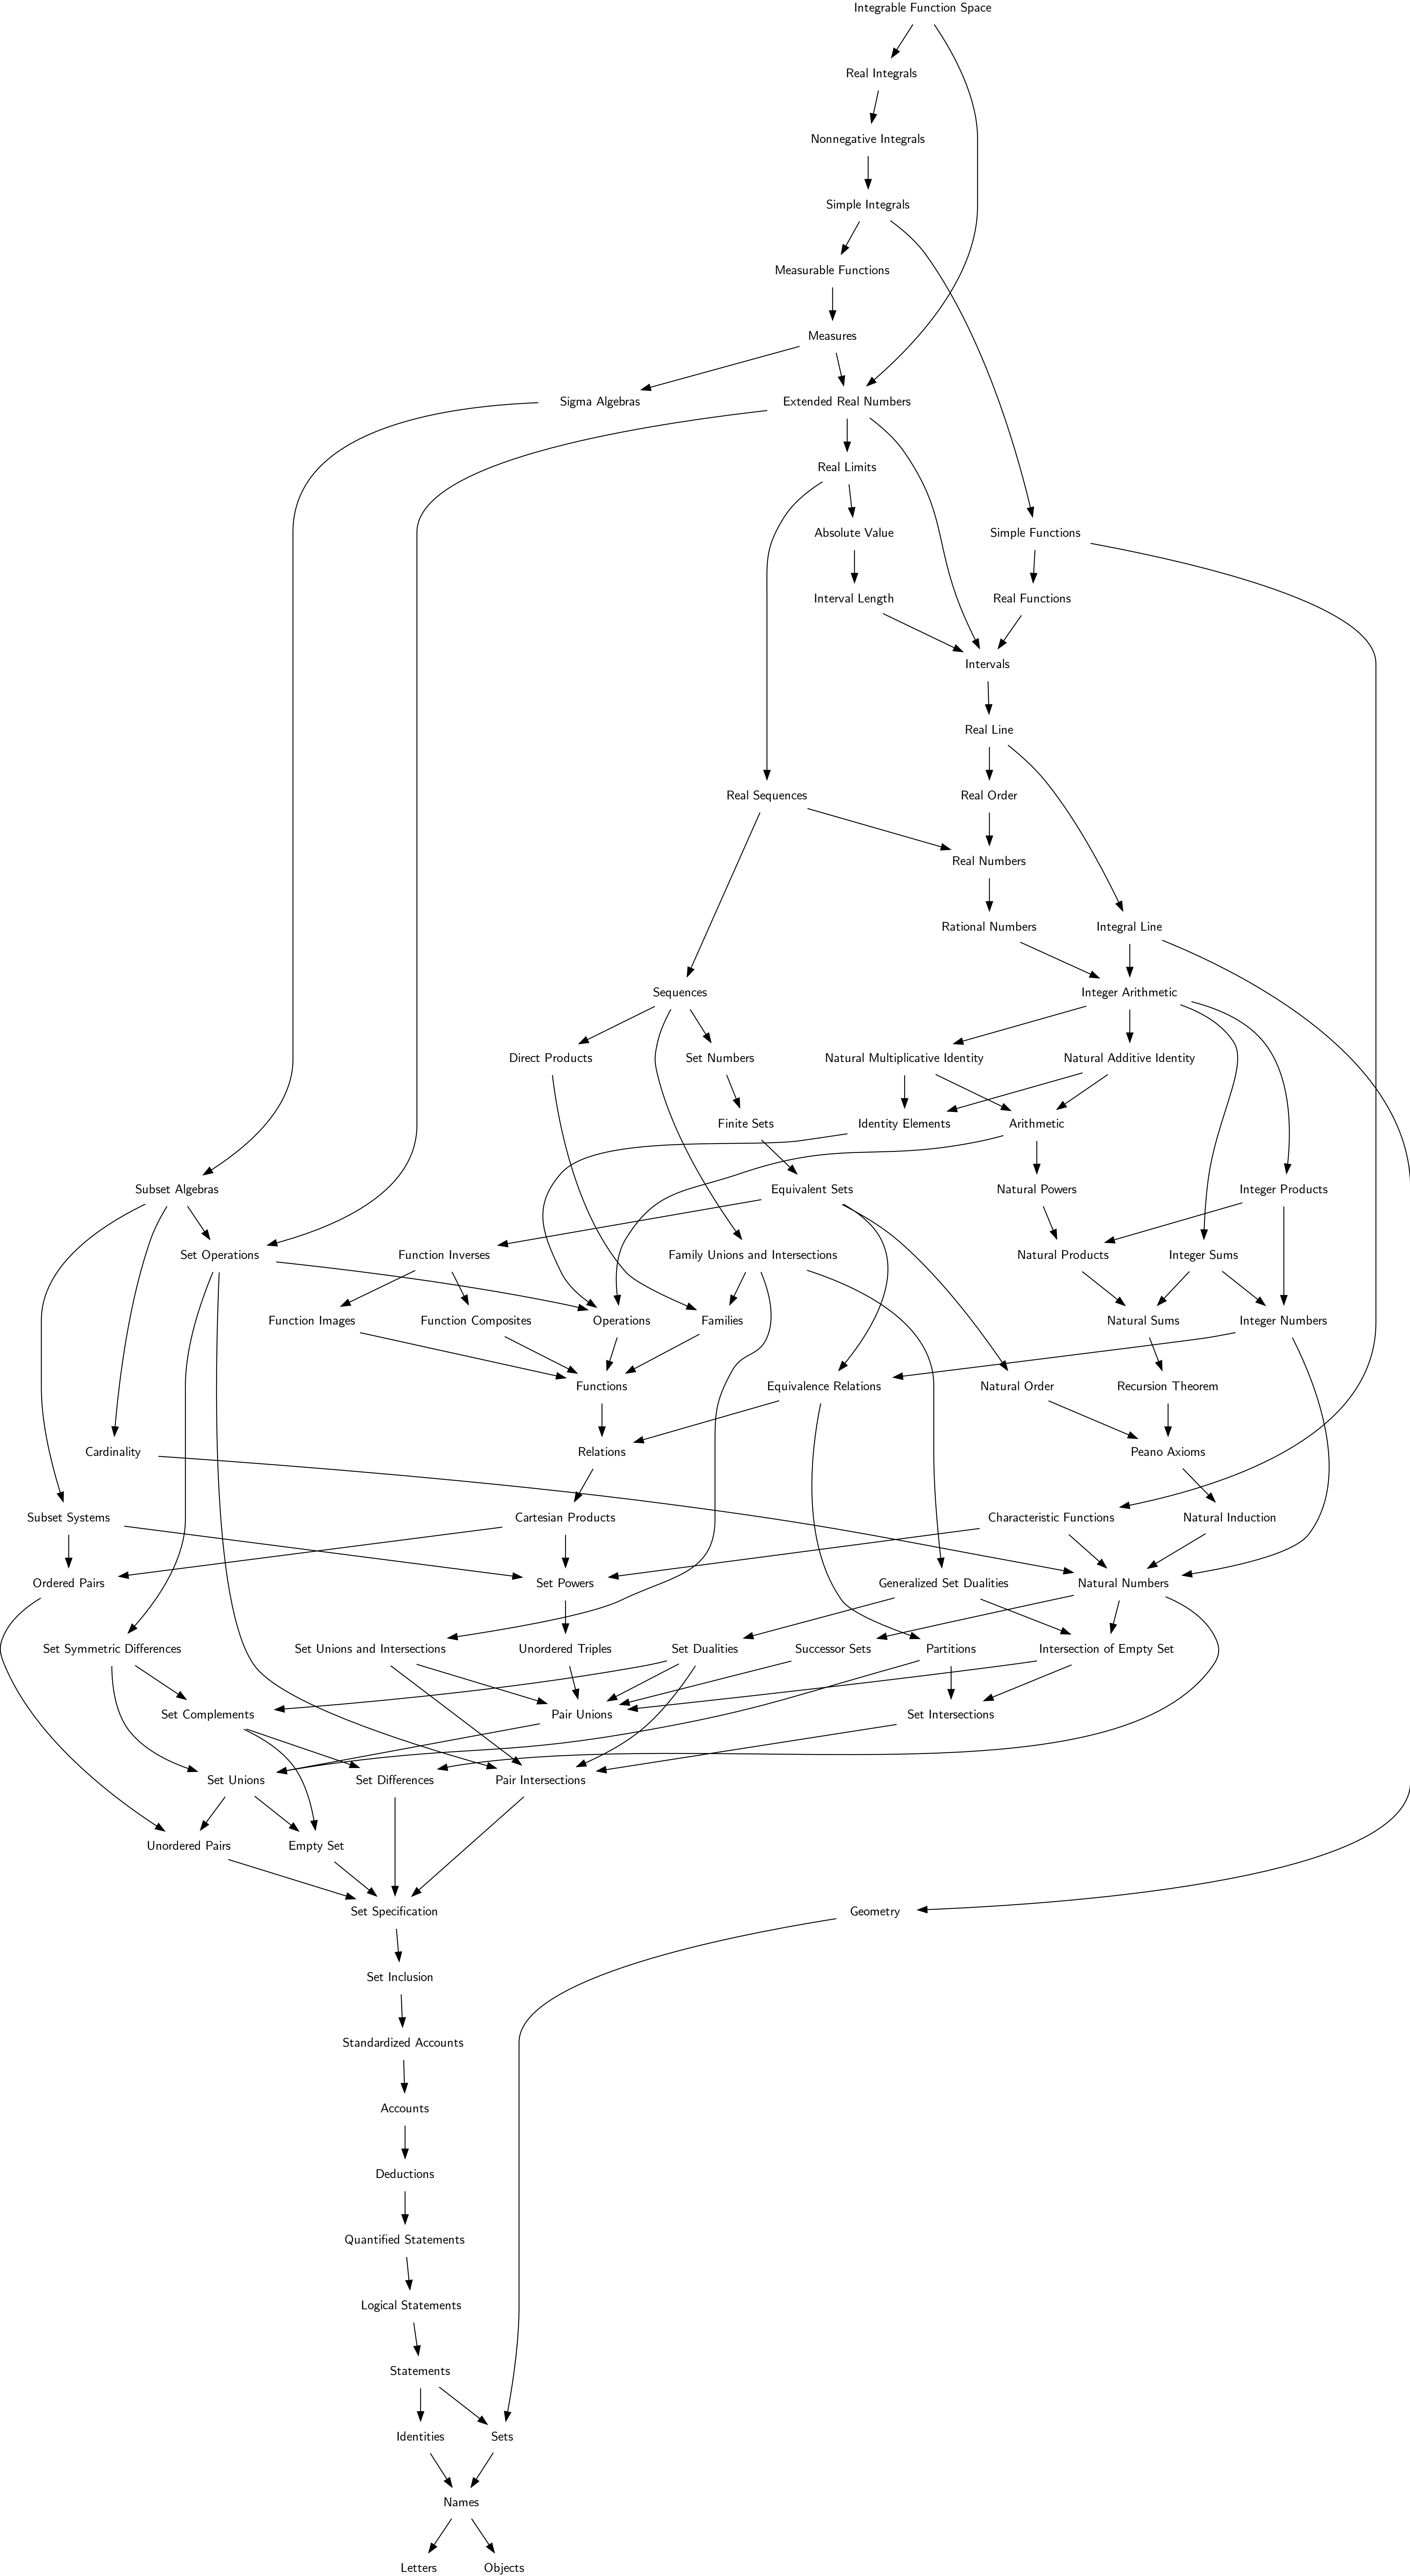 Integrable Function Space
Real Integrals
Nonnegative Integrals
Simple Integrals
Measurable Functions
Measures
Sigma Algebras
Extended Real Numbers
Real Limits
Absolute Value
Simple Functions
Interval Length
Real Functions
Intervals
Real Line
Real Sequences
Real Order
Real Numbers
Rational Numbers
Integral Line
Sequences
Integer Arithmetic
Direct Products
Set Numbers
Natural Multiplicative Identity
Natural Additive Identity
Finite Sets
Identity Elements
Arithmetic
Subset Algebras
Equivalent Sets
Natural Powers
Integer Products
Set Operations
Function Inverses
Family Unions and Intersections
Natural Products
Integer Sums
Function Images
Function Composites
Operations
Families
Natural Sums
Integer Numbers
Functions
Equivalence Relations
Natural Order
Recursion Theorem
Cardinality
Relations
Peano Axioms
Subset Systems
Cartesian Products
Characteristic Functions
Natural Induction
Ordered Pairs
Set Powers
Generalized Set Dualities
Natural Numbers
Set Symmetric Differences
Set Unions and Intersections
Unordered Triples
Set Dualities
Successor Sets
Partitions
Intersection of Empty Set
Set Complements
Pair Unions
Set Intersections
Set Unions
Set Differences
Pair Intersections
Unordered Pairs
Empty Set
Set Specification
Geometry
Set Inclusion
Standardized Accounts
Accounts
Deductions
Quantified Statements
Logical Statements
Statements
Identities
Sets
Names
Letters
Objects